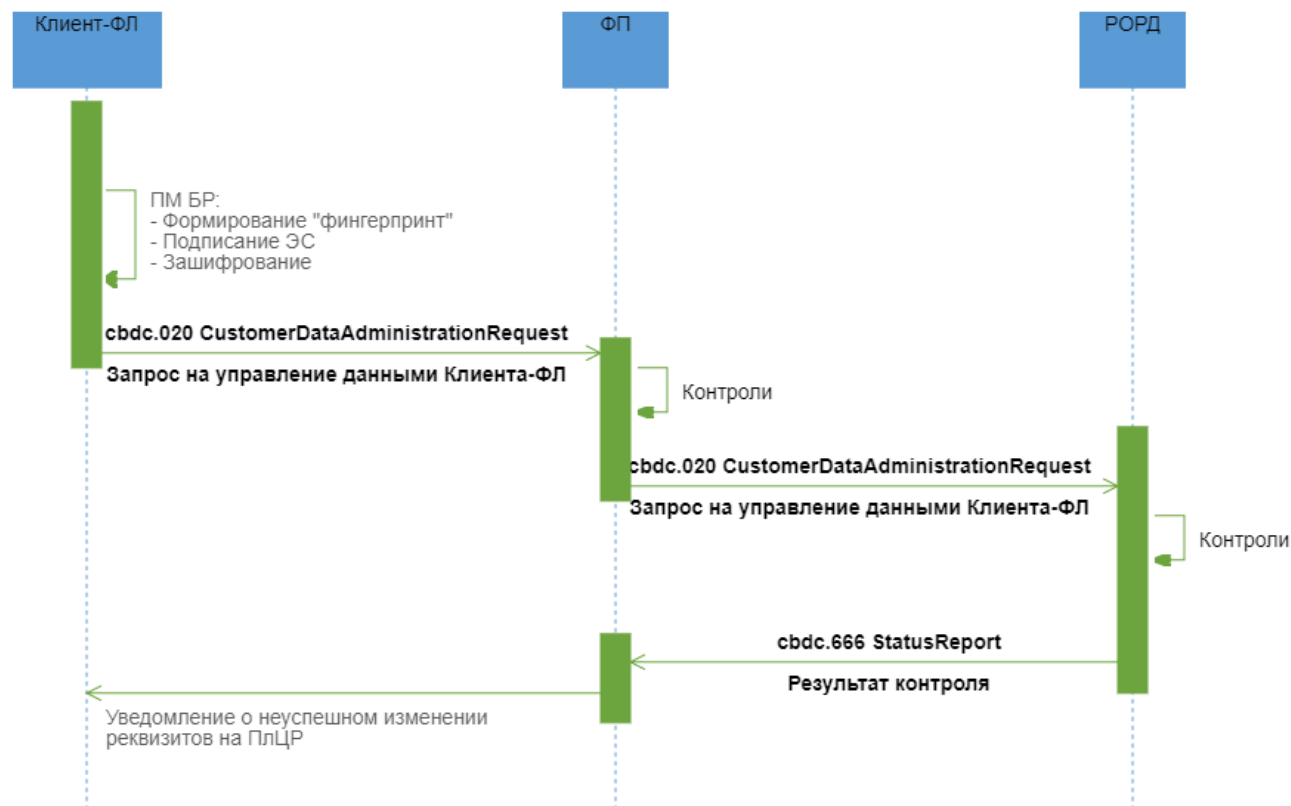 Клиент-ФЛ
ФП
РОРД
ПМ БР:
- Формирование "фингерпринт"
- Подписание ЭС
- Зашифрование
cbdc.020 CustomerDataAdministrationRequest
Запрос на управление данными Клиента-ФЛ
Контроли
cbdc.020 CustomerDataAdministrationRequest
Запрос на управление данными Клиента-ФЛ
Контроли
cbdc.666 StatusReport
Результат контроля
Уведомление о неуспешном изменении
реквизитов на ПлЦР